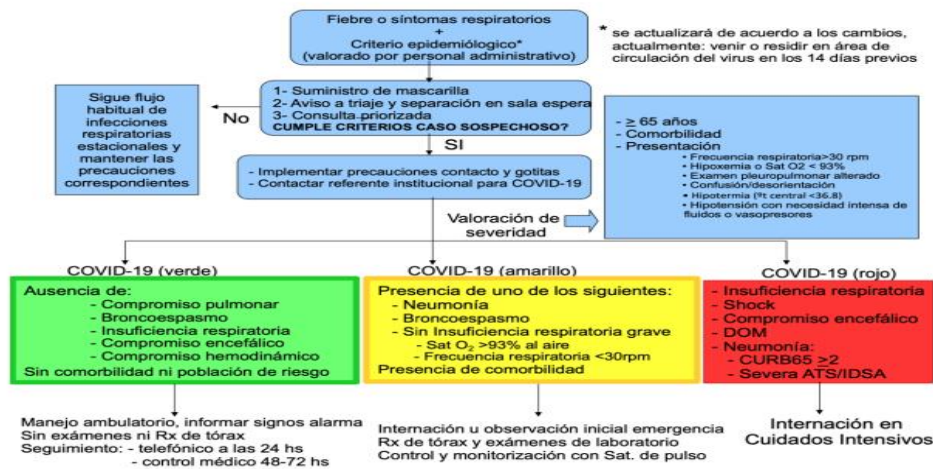 Fiebre o síntomas respiratorios
+
Criterio epidemiológico*
(valorado por personal administrativo)
* se actualizará de acuerdo a los cambios,
actualmente: venir o residir en área de
circulación del virus en los 14 días previos
1- Suministro de mascarilla
2- Aviso a triaje y separación en sala espera
3- Consulta priorizada
CUMPLE CRITERIOS CASO SOSPECHOSO?
No
Sigue flujo
habitual de
infecciones
respiratorias
estacionales y
mantener las
precauciones
correspondientes
SI
- Implementar precauciones contacto y gotitas
- Contactar referente institucional para COVID-19
Valoración de
severidad
- ≥ 65 años
- Comorbilidad
- Presentación
• Frecuencia respiratoria>30 rpm
• Hipoxemia o Sat O2 < 93%
• Examen pleuropulmonar alterado
• Confusión/desorientación
• Hipotermia (ºt central <36.8)
• Hipotensión con necesidad intensa de
fluidos o vasopresores
COVID-19 (verde)
Ausencia de:
- Compromiso pulmonar
- Broncoespasmo
- Insuficiencia respiratoria
- Compromiso encefálico
- Compromiso hemodinámico
Sin comorbilidad ni población de riesgo
Manejo ambulatorio, informar signos alarma
Sin exámenes ni Rx de tórax
Seguimiento: - telefónico a las 24 hs
- control médico 48-72 hs
COVID-19 (amarillo)
Presencia de uno de los siguientes:
- Neumonía
- Broncoespasmo
- Sin Insuficiencia respiratoria grave
- Sat O₂ >93% al aire
- Frecuencia respiratoria <30rpm
Presencia de comorbilidad
Internación u observación inicial emergencia
Rx de tórax y exámenes de laboratorio
Control y monitorización con Sat. de pulso
COVID-19 (rojo)
- Insuficiencia respiratoria
- Shock
- Compromiso encefálico
- DOM
- Neumonía:
- CURB65 ≥2
- Severa ATS/IDSA
Internación en
Cuidados Intensivos